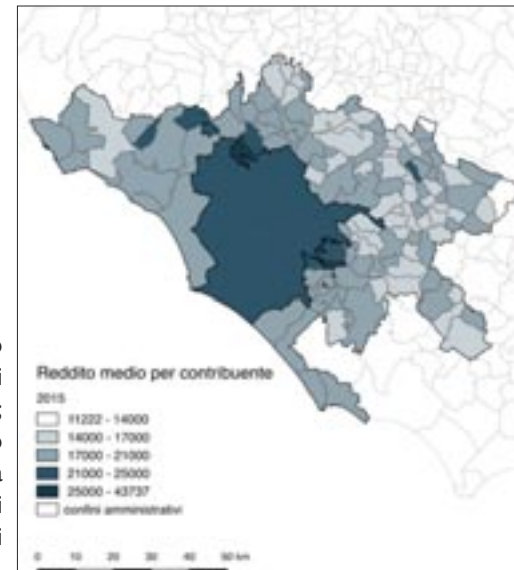 Reddito medio per contribuente
2015
11222 - 14000
14000 - 17000
17000 - 21000
21000 - 25000
25000 - 43737
confini amministrativi
0 10 20 30 40 50 km